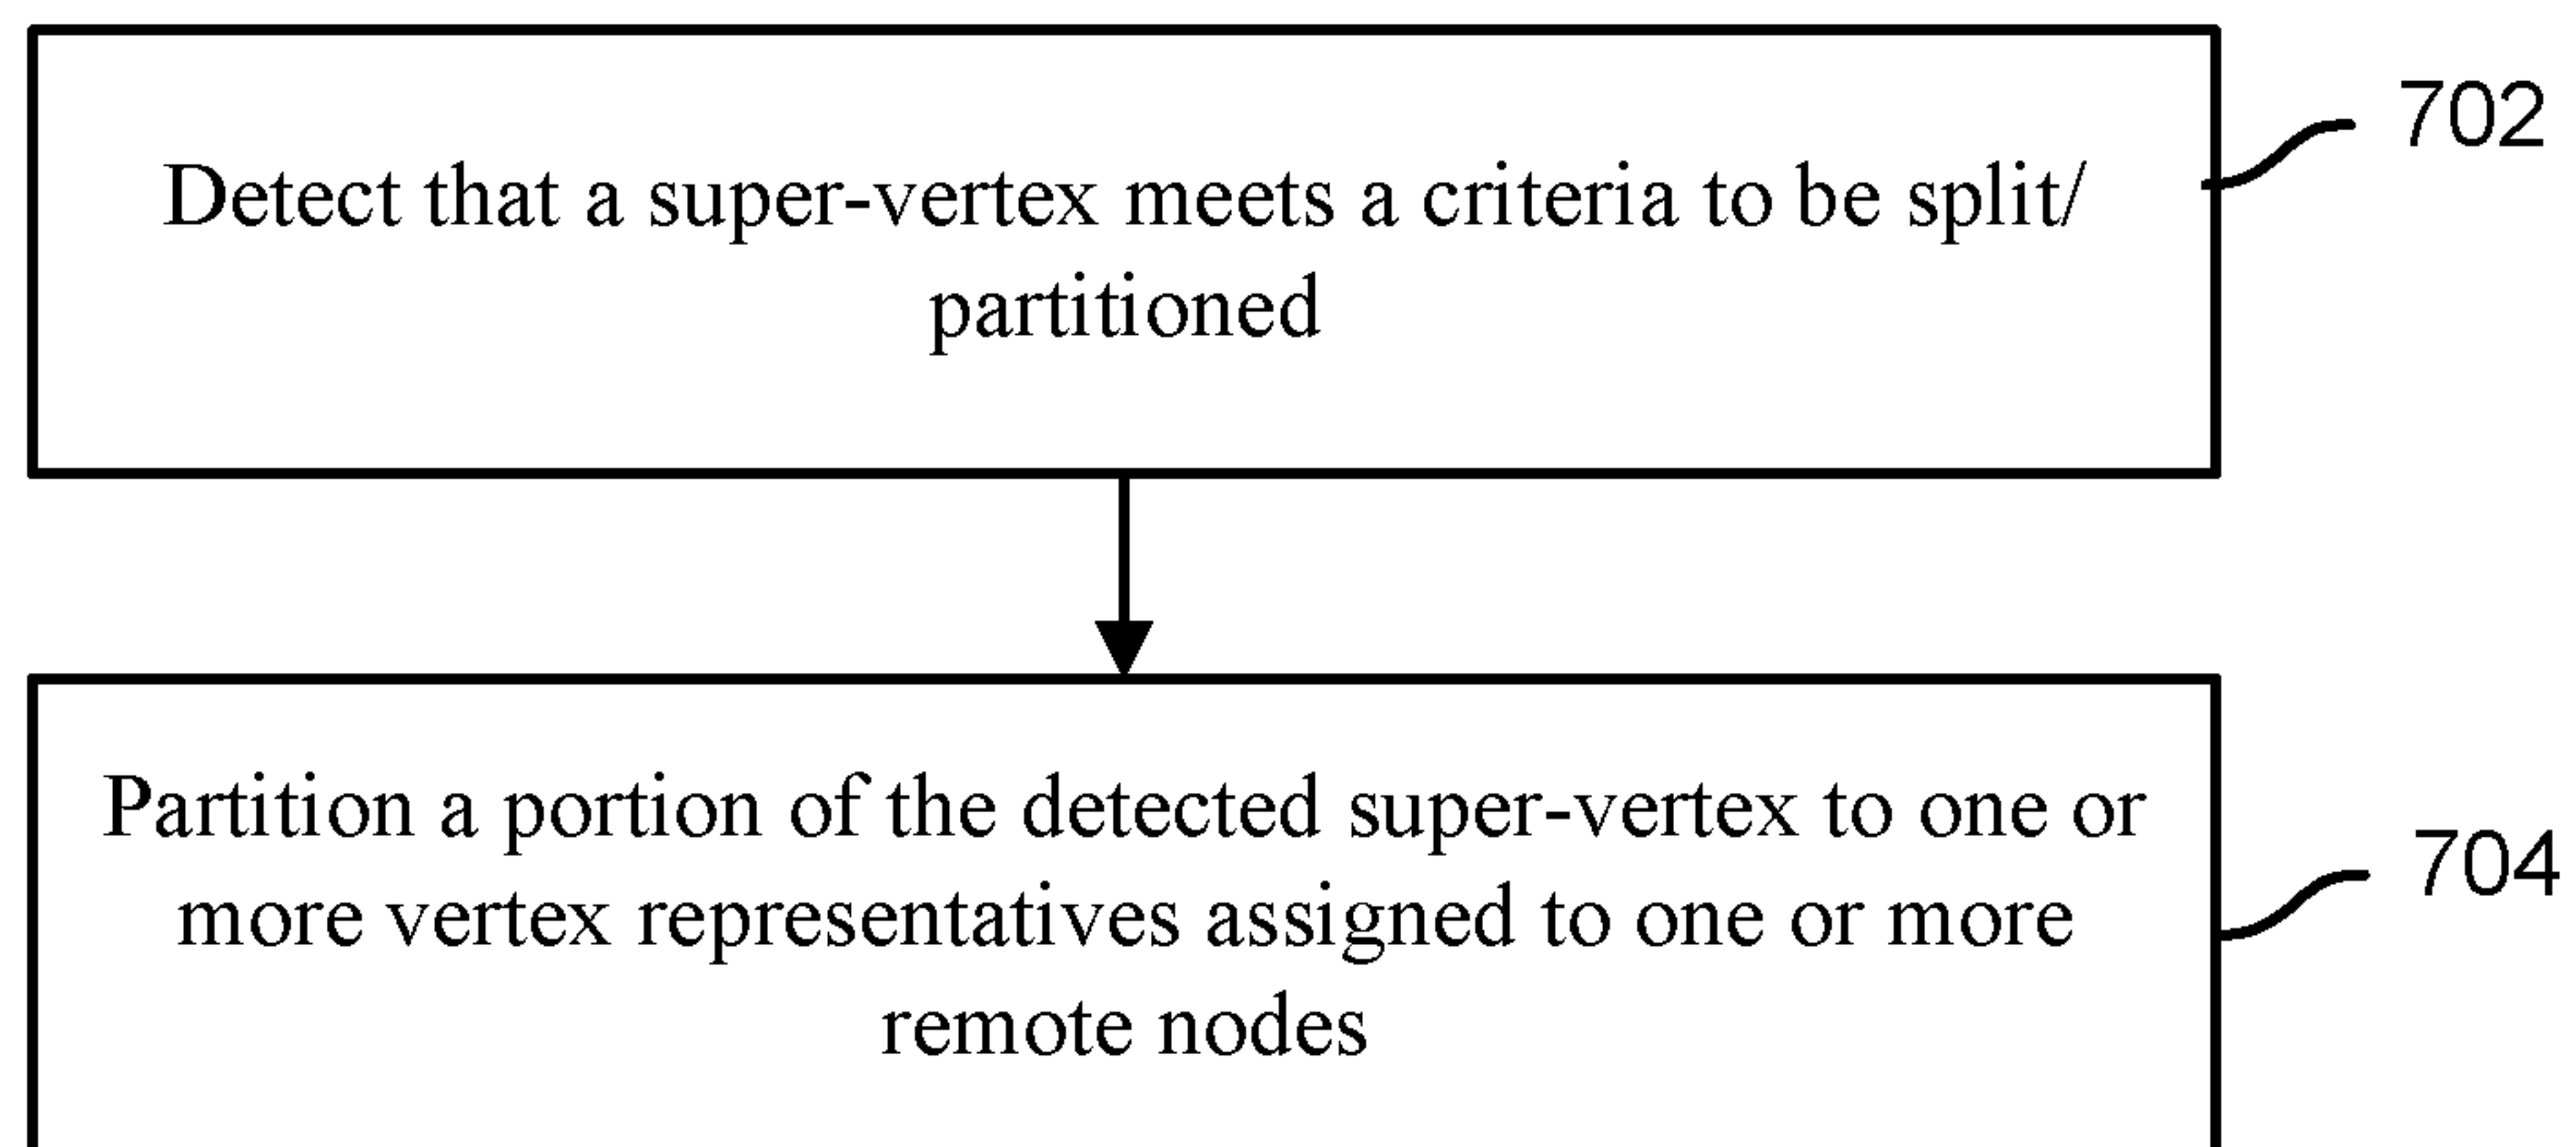 Detect that a super-vertex meets a criteria to be split/
partitioned
702
Partition a portion of the detected super-vertex to one or
more vertex representatives assigned to one or more
remote nodes
704